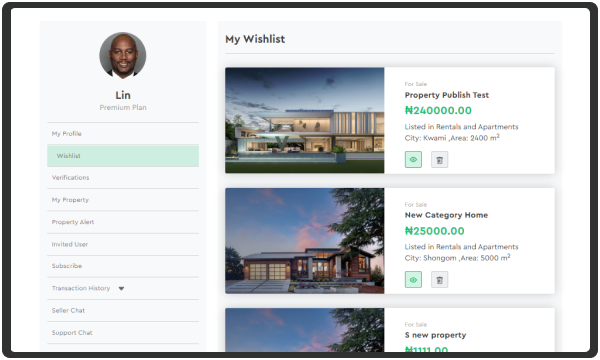 Lin
Premium Plan
My Profile
Wishlist
Verifications
My Property
Property Alert
Invited User
Subscribe
Transaction History
Seller Chat
Support Chat
My Wishlist
For Sale
Property Publish Test
₦240000.00
Listed in Rentals and Apartments
City: Kwami ,Area: 2400 m²
For Sale
New Category Home
₦25000.00
Listed in Rentals and Apartments
City: Shongom ,Area: 5000 m²
For Sale
S new property
₦1111.00